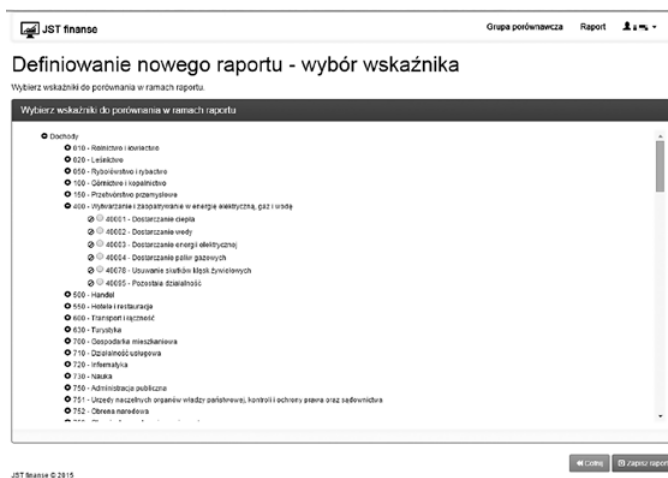 JST finanse
Grupa porównawcza Raport
Definiowanie nowego raportu - wybór wskaźnika
Wybierz wskaźniki do porównania w ramach raportu.
Wybierz wskaźniki do porównania w ramach raportu
Dochody
010 - Rolnictwo i łowiectwo
020 - Leśnictwo
050 - Rybołówstwo i rybactwo
100 - Górnictwo i kopalnictwo
150 - Przetwórstwo przemysłowe
400 - Wytwarzanie i zaopatrywanie w energię elektryczną, gaz i wodę
40001 - Dostarczanie ciepła
40002 - Dostarczanie wody
40003 - Dostarczanie energii elektrycznej
40004 - Dostarczanie paliw gazowych
40078 - Usuwanie skutków klęsk żywiołowych
40095 - Pozostała działalność
500 - Handel
550 - Hotele i restauracje
600 - Transport i łączność
630 - Turystyka
700 - Gospodarka mieszkaniowa
710 - Działalność usługowa
720 - Informatyka
730 - Nauka
750 - Administracja publiczna
751 - Urzędy naczelnych organów władzy państwowej, kontroli i ochrony prawa oraz sądownictwa
752 - Obrona narodowa
Cofnij Zapisz raport
JST finanse © 2015